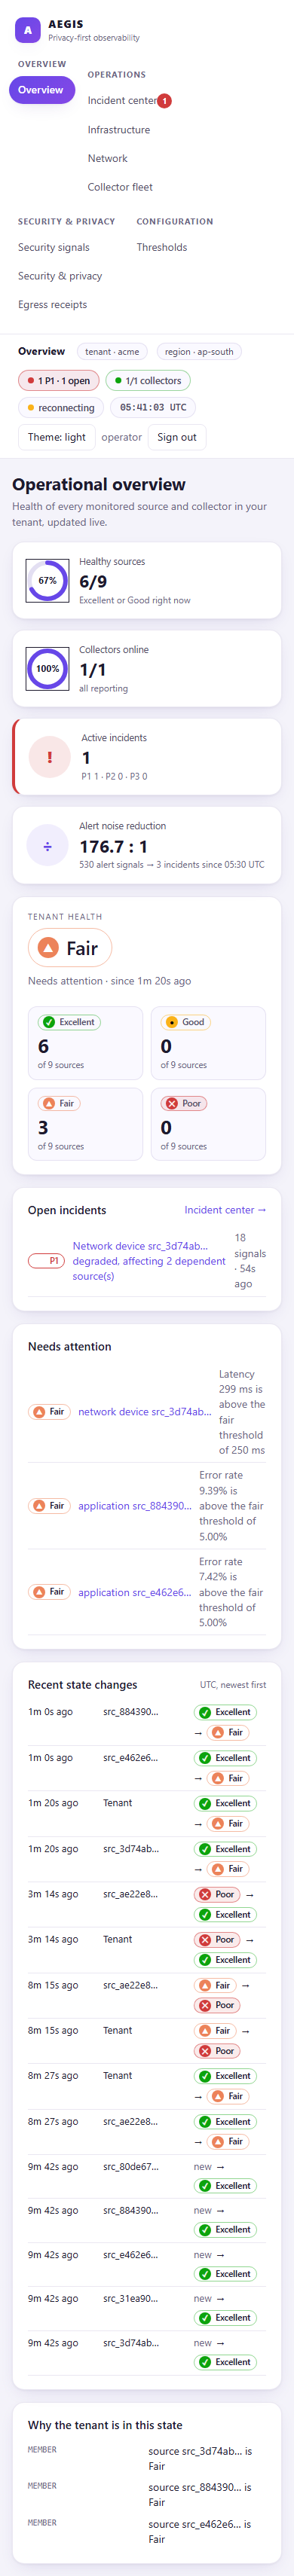 A
AEGIS
Privacy-first observability
OVERVIEW
Overview
OPERATIONS
Incident center 1
Infrastructure
Network
Collector fleet
SECURITY & PRIVACY
Security signals
Security & privacy
Egress receipts
CONFIGURATION
Thresholds
Overview
tenant · acme
region · ap-south
1 P1 · 1 open
1/1 collectors
reconnecting
05:41:03 UTC
Theme: light
operator
Sign out
Operational overview
Health of every monitored source and collector in your
tenant, updated live.
67%
Healthy sources
6/9
Excellent or Good right now
100%
Collectors online
1/1
all reporting
!
Active incidents
1
P1 1 · P2 0 · P3 0
÷
Alert noise reduction
176.7 : 1
530 alert signals → 3 incidents since 05:30 UTC
TENANT HEALTH
Fair
Needs attention · since 1m 20s ago
Excellent
6
of 9 sources
Good
0
of 9 sources
Fair
3
of 9 sources
Poor
0
of 9 sources
Open incidents
Incident center →
P1
Network device src_3d74ab...
degraded, affecting 2 dependent
source(s)
18
signals
· 54s
ago
Needs attention
Fair
network device src_3d74ab...
Latency
299 ms is
above the
fair
threshold
of 250 ms
Fair
application src_884390...
Error rate
9.39% is
above the fair
threshold of
5.00%
Fair
application src_e462e6...
Error rate
7.42% is
above the fair
threshold of
5.00%
Recent state changes
UTC, newest first
1m 0s ago src_884390... Excellent
→ Fair
1m 0s ago src_e462e6... Excellent
→ Fair
1m 20s ago Tenant Excellent
→ Fair
1m 20s ago src_3d74ab... Excellent
→ Fair
3m 14s ago src_ae22e8... Poor →
Excellent
3m 14s ago Tenant Poor →
Excellent
8m 15s ago src_ae22e8... Fair →
Poor
8m 15s ago Tenant Fair →
Poor
8m 27s ago Tenant Excellent
→ Fair
8m 27s ago src_ae22e8... Excellent
→ Fair
9m 42s ago src_80de67... new →
Excellent
9m 42s ago src_884390... new →
Excellent
9m 42s ago src_e462e6... new →
Excellent
9m 42s ago src_31ea90... new →
Excellent
9m 42s ago src_3d74ab... new →
Excellent
Why the tenant is in this state
MEMBER
source src_3d74ab... is
Fair
MEMBER
source src_884390... is
Fair
MEMBER
source src_e462e6... is
Fair